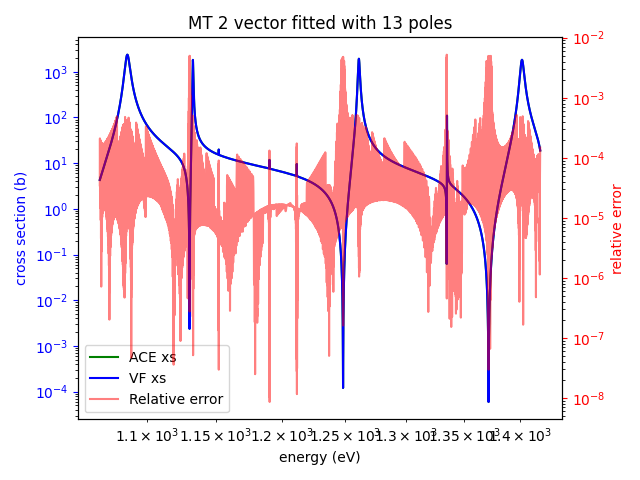 MT 2 vector fitted with 13 poles
cross section (b)
10³
10²
10¹
10⁰
10⁻¹
10⁻²
10⁻³
10⁻⁴
10⁻²
10⁻³
10⁻⁴
10⁻⁵
10⁻⁶
10⁻⁷
10⁻⁸
relative error
ACE xs
VF xs
Relative error
1.1 × 10³ 1.15 × 10³ 1.2 × 10³ 1.25 × 10³ 1.3 × 10³ 1.35 × 10³ 1.4 × 10³
energy (eV)